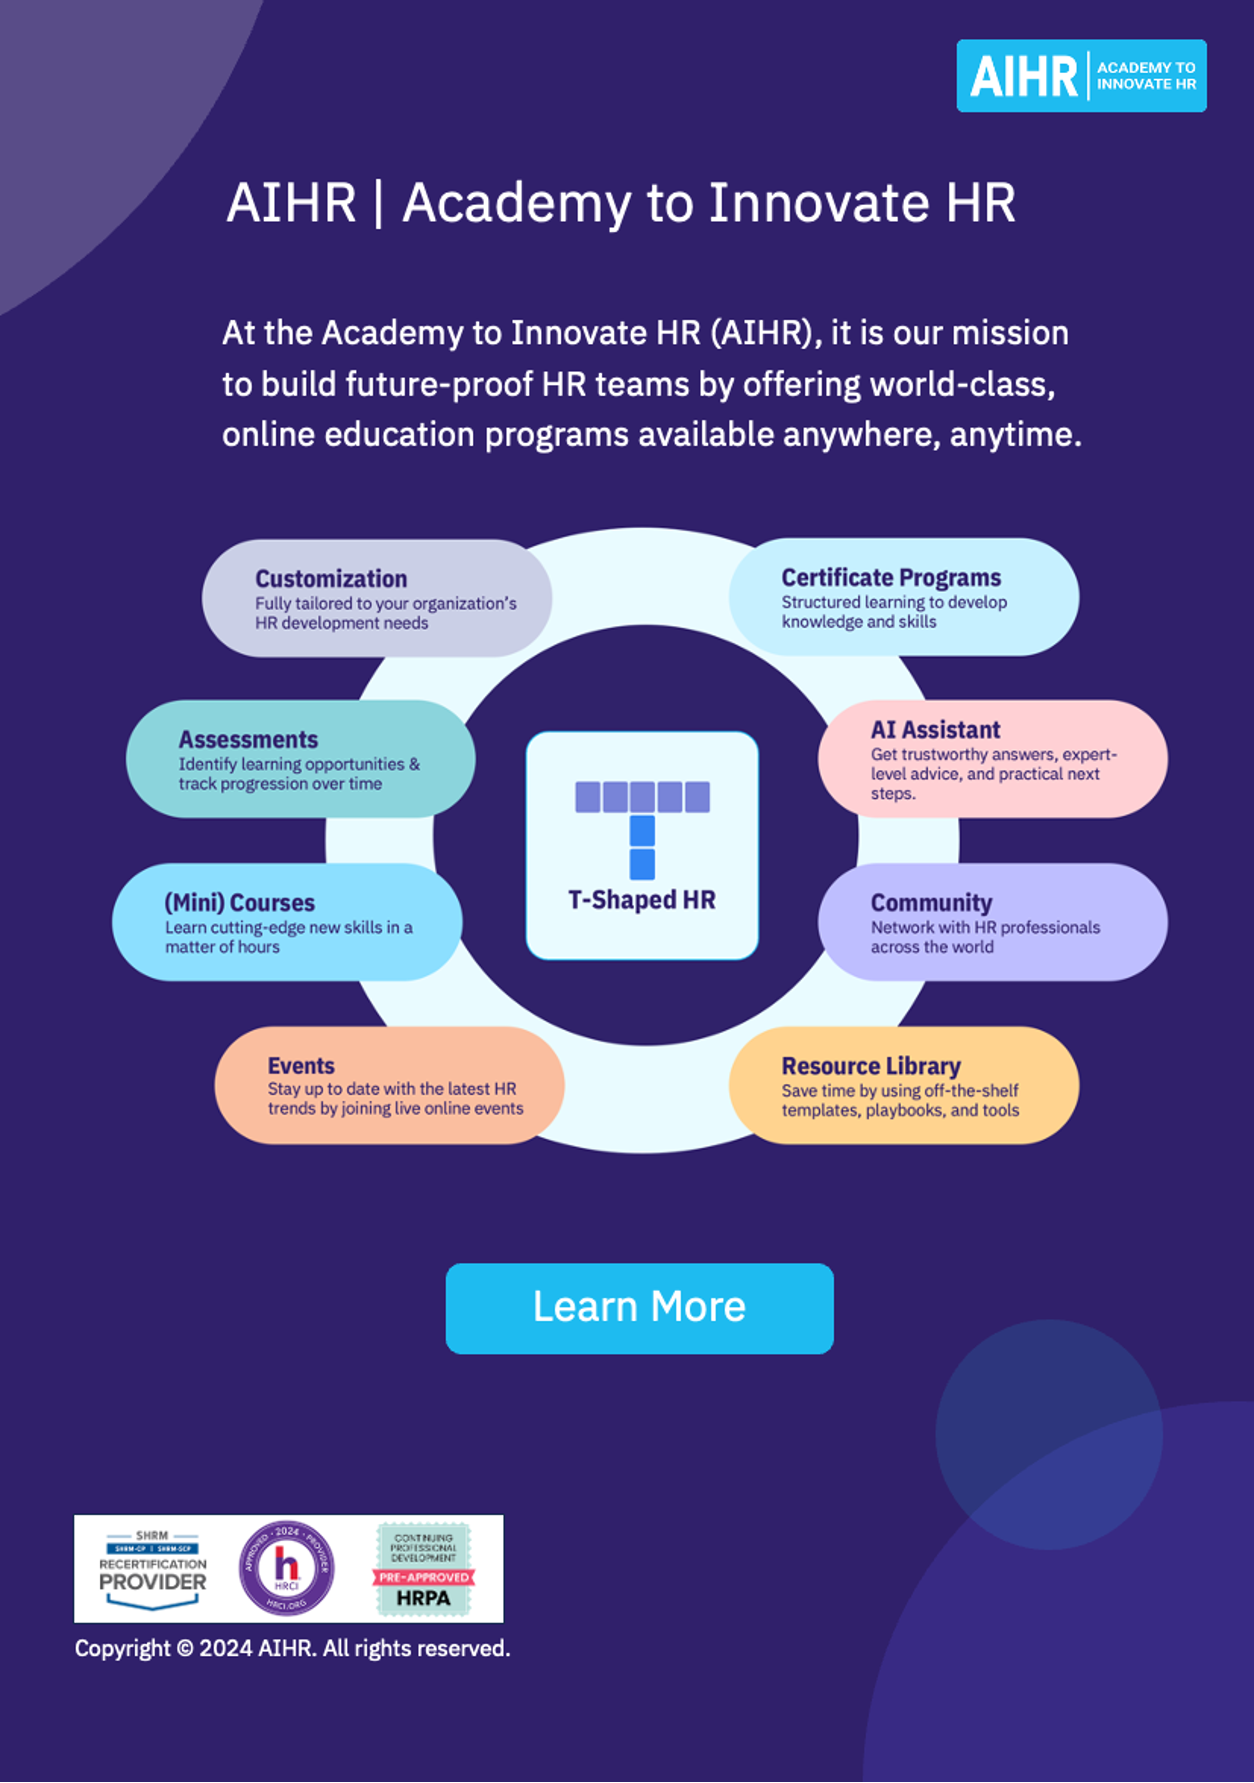 AIHR | ACADEMY TO
INNOVATE HR
AIHR | Academy to Innovate HR
At the Academy to Innovate HR (AIHR), it is our mission
to build future-proof HR teams by offering world-class,
online education programs available anywhere, anytime.
Customization
Fully tailored to your organization's
HR development needs
Certificate Programs
Structured learning to develop
knowledge and skills
Assessments
Identify learning opportunities &
track progression over time
AI Assistant
Get trustworthy answers, expert-
level advice, and practical next
steps.
T-Shaped HR
(Mini) Courses
Learn cutting-edge new skills in a
matter of hours
Community
Network with HR professionals
across the world
Events
Stay up to date with the latest HR
trends by joining live online events
Resource Library
Save time by using off-the-shelf
templates, playbooks, and tools
Learn More
SHRM
SHRM-CP | SHRM-SCP
RECERTIFICATION
PROVIDER
APPROVED · 2024 · PROVIDER
h
HRCI
HRCI.ORG
CONTINUING
PROFESSIONAL
DEVELOPMENT
PRE-APPROVED
HRPA
Copyright © 2024 AIHR. All rights reserved.